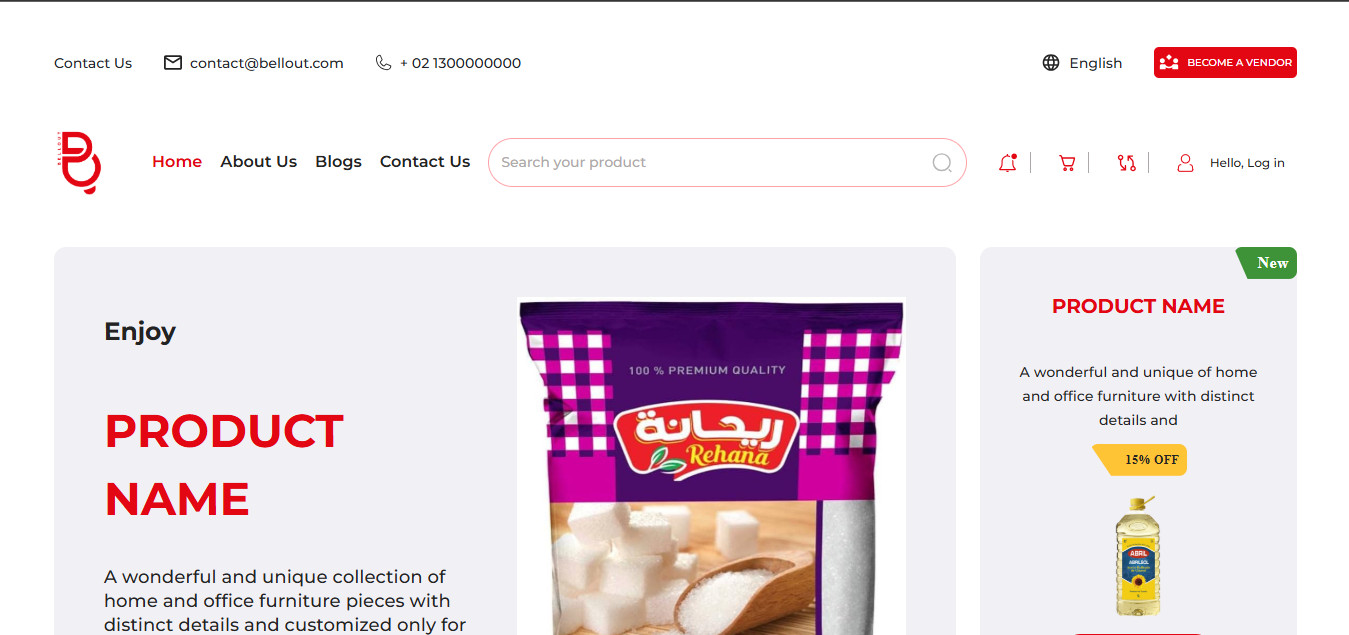 Contact Us
contact@bellout.com
+ 02 1300000000
English
BECOME A VENDOR
BELLOUT
Home
About Us
Blogs
Contact Us
Search your product
Hello, Log in
Enjoy
PRODUCT
NAME
A wonderful and unique collection of
home and office furniture pieces with
distinct details and customized only for
100 % PREMIUM QUALITY
ريحانة
Rehana
New
PRODUCT NAME
A wonderful and unique of home
and office furniture with distinct
details and
15% OFF
ABRIL